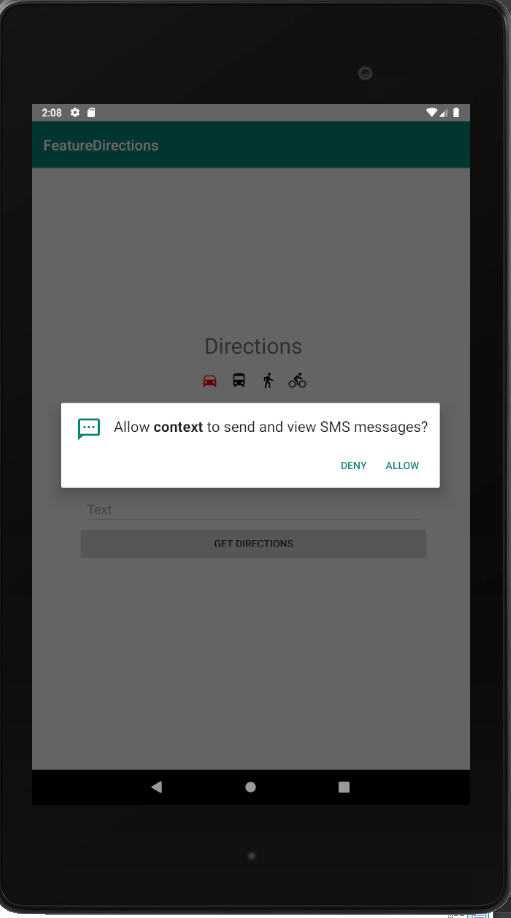 2:08
FeatureDirections
Directions
Allow context to send and view SMS messages?
DENY ALLOW
Text
GET DIRECTIONS